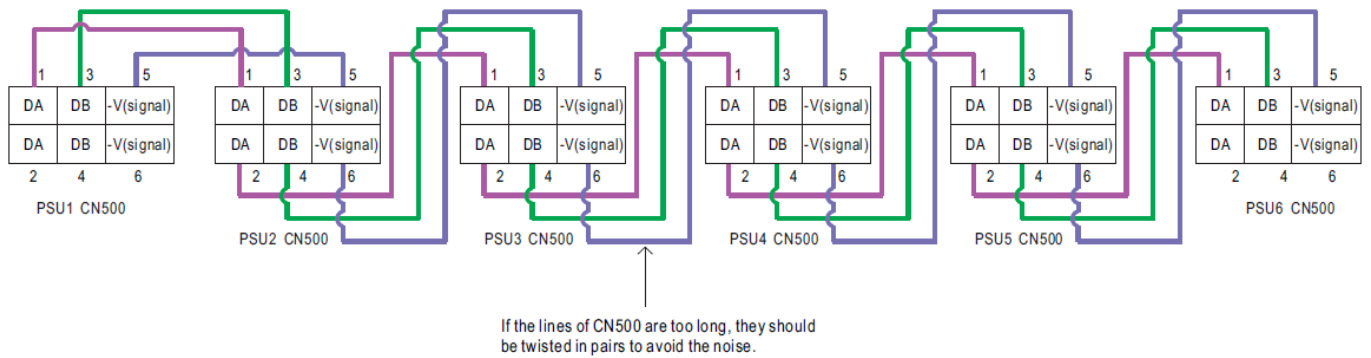 1 3 5 1 3 5 1 3 5 1 3 5 1 3 5 1 3 5
DA DB -V(signal) DA DB -V(signal) DA DB -V(signal) DA DB -V(signal) DA DB -V(signal) DA DB -V(signal)
DA DB -V(signal) DA DB -V(signal) DA DB -V(signal) DA DB -V(signal) DA DB -V(signal) DA DB -V(signal)
2 4 6 2 4 6 2 4 6 2 4 6 2 4 6 2 4 6
PSU1 CN500 PSU2 CN500 PSU3 CN500 PSU4 CN500 PSU5 CN500 PSU6 CN500
If the lines of CN500 are too long, they should
be twisted in pairs to avoid the noise.